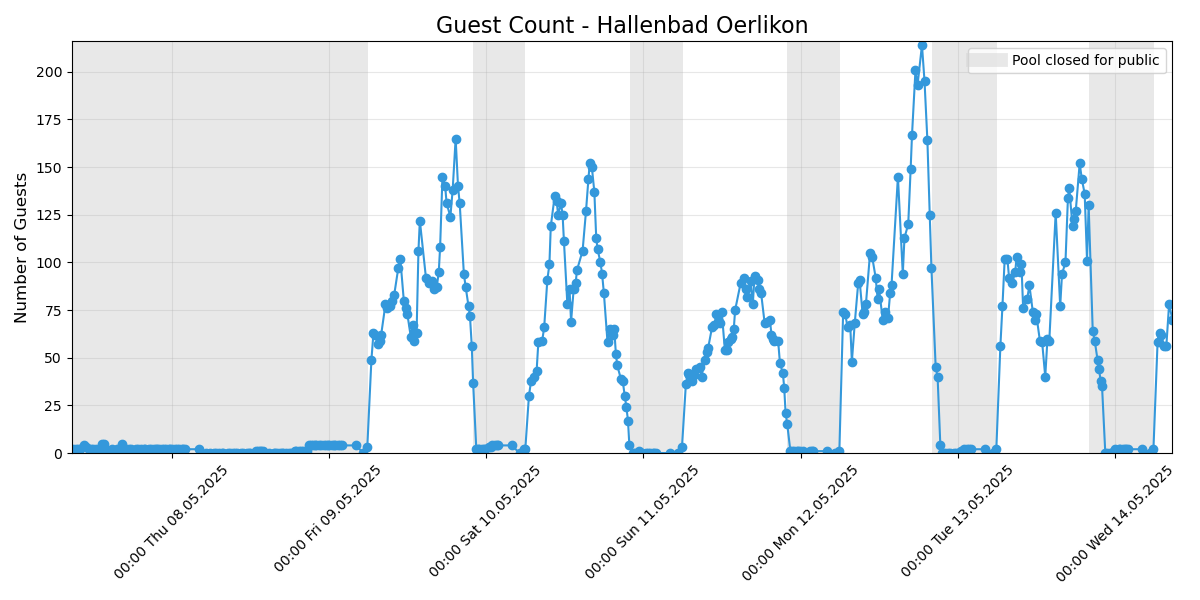 Guest Count - Hallenbad Oerlikon
Number of Guests
200
175
150
125
100
75
50
25
0
Pool closed for public
00:00 Thu 08.05.2025
00:00 Fri 09.05.2025
00:00 Sat 10.05.2025
00:00 Sun 11.05.2025
00:00 Mon 12.05.2025
00:00 Tue 13.05.2025
00:00 Wed 14.05.2025